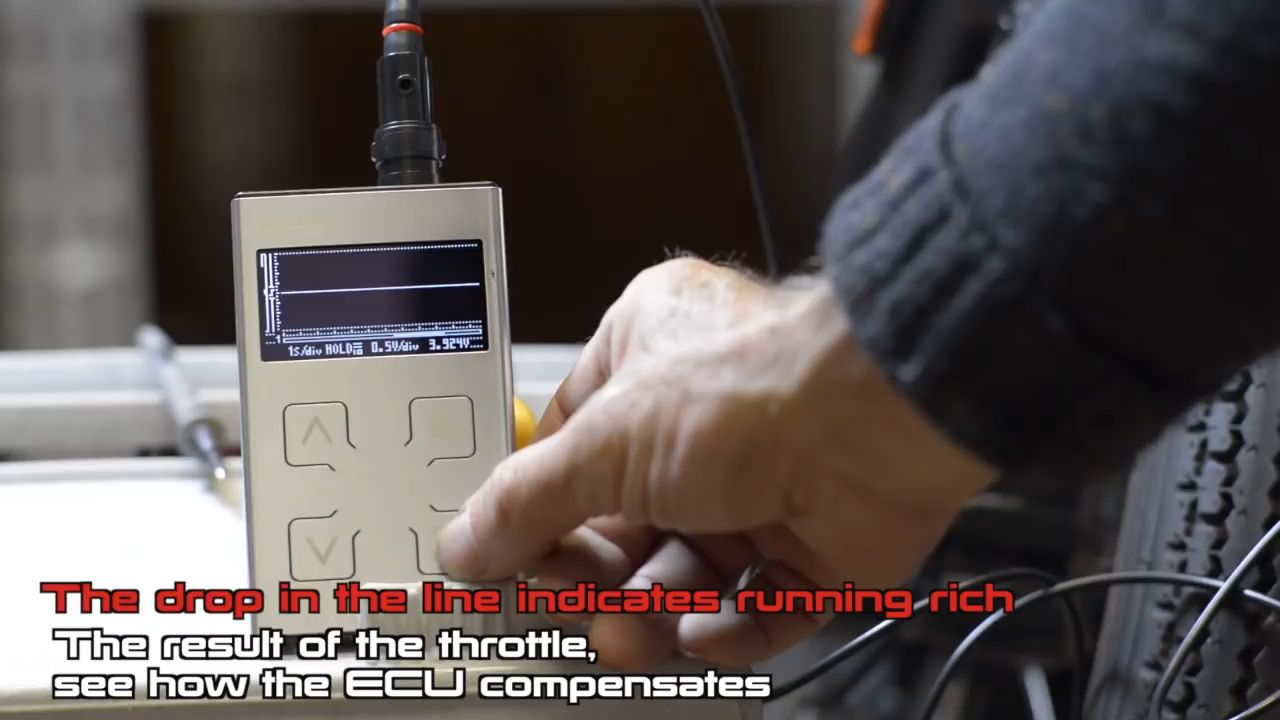 1s/div HOLD 0.5V/div 3.924V
The drop in the line indicates running rich
The result of the throttle,
see how the ECU compensates